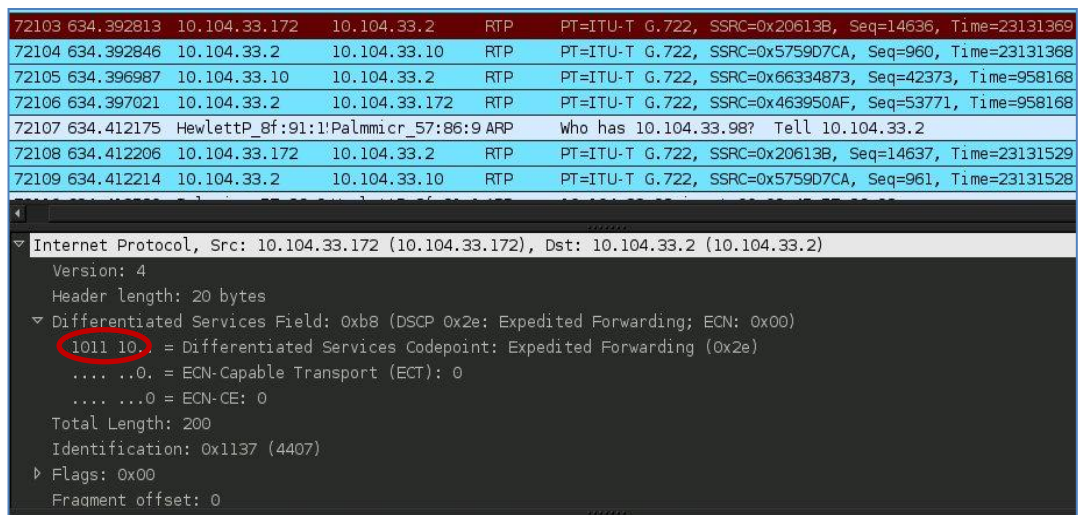 72103 634.392813 10.104.33.172 10.104.33.2 RTP PT=ITU-T G.722, SSRC=0x20613B, Seq=14636, Time=23131369
72104 634.392846 10.104.33.2 10.104.33.10 RTP PT=ITU-T G.722, SSRC=0x5759D7CA, Seq=960, Time=23131368
72105 634.396987 10.104.33.10 10.104.33.2 RTP PT=ITU-T G.722, SSRC=0x66334873, Seq=42373, Time=958168
72106 634.397021 10.104.33.2 10.104.33.172 RTP PT=ITU-T G.722, SSRC=0x463950AF, Seq=53771, Time=958168
72107 634.412175 HewlettP_8f:91:1 Palmmicr_57:86:9 ARP Who has 10.104.33.98? Tell 10.104.33.2
72108 634.412206 10.104.33.172 10.104.33.2 RTP PT=ITU-T G.722, SSRC=0x20613B, Seq=14637, Time=23131529
72109 634.412214 10.104.33.2 10.104.33.10 RTP PT=ITU-T G.722, SSRC=0x5759D7CA, Seq=961, Time=23131528
Internet Protocol, Src: 10.104.33.172 (10.104.33.172), Dst: 10.104.33.2 (10.104.33.2)
Version: 4
Header length: 20 bytes
Differentiated Services Field: 0xb8 (DSCP 0x2e: Expedited Forwarding; ECN: 0x00)
1011 10.. = Differentiated Services Codepoint: Expedited Forwarding (0x2e)
.... ..0. = ECN-Capable Transport (ECT): 0
.... ...0 = ECN-CE: 0
Total Length: 200
Identification: 0x1137 (4407)
Flags: 0x00
Fragment offset: 0